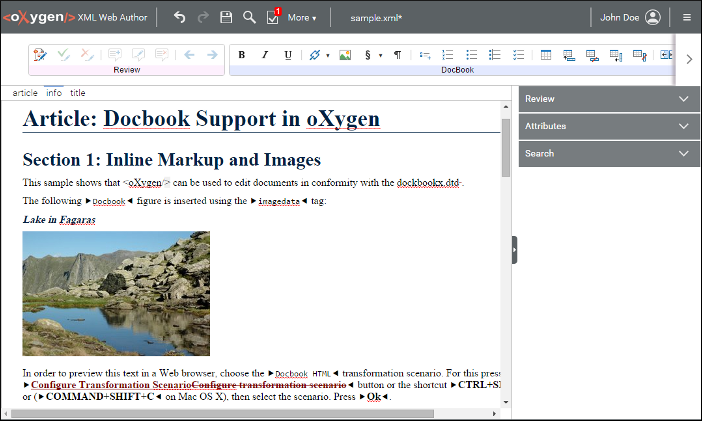 <oXygen/> XML Web Author
1
More
sample.xml*
John Doe
B I U § ¶
Review
DocBook
article info title
Review
Attributes
Search
Article: Docbook Support in oXygen
Section 1: Inline Markup and Images
This sample shows that <oXygen/> can be used to edit documents in conformity with the dockbookx.dtd-.
The following ▶Docbook◀ figure is inserted using the ▶imagedata◀ tag:
Lake in Fagaras
In order to preview this text in a Web browser, choose the ▶Docbook HTML◀ transformation scenario. For this press
▶Configure Transformation ScenarioConfigure transformation scenario◀ button or the shortcut ▶CTRL+S
or (▶COMMAND+SHIFT+C◀ on Mac OS X), then select the scenario. Press ▶Ok◀.